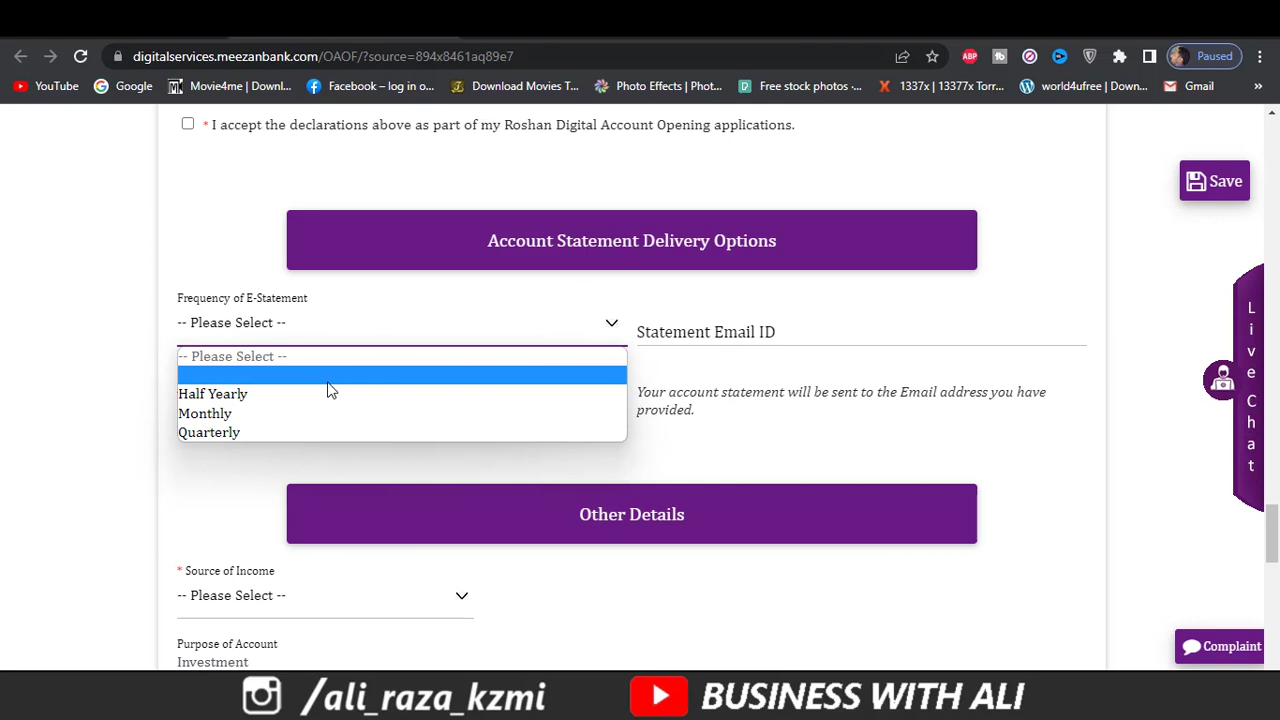 digitalservices.meezanbank.com/OAOF/?source=894x8461aq89e7
ABP
Paused
YouTube
Google
Movie4me | Downl...
Facebook – log in o...
Download Movies T...
Photo Effects | Phot...
Free stock photos -...
1337x | 13377x Torr...
world4ufree | Down...
Gmail
»
* I accept the declarations above as part of my Roshan Digital Account Opening applications.
Save
Account Statement Delivery Options
Frequency of E-Statement
-- Please Select --
Statement Email ID
-- Please Select --
Half Yearly
Monthly
Quarterly
Your account statement will be sent to the Email address you have
provided.
Live Chat
Other Details
* Source of Income
-- Please Select --
Purpose of Account
Investment
Complaint
/ali_raza_kzmi
BUSINESS WITH ALI